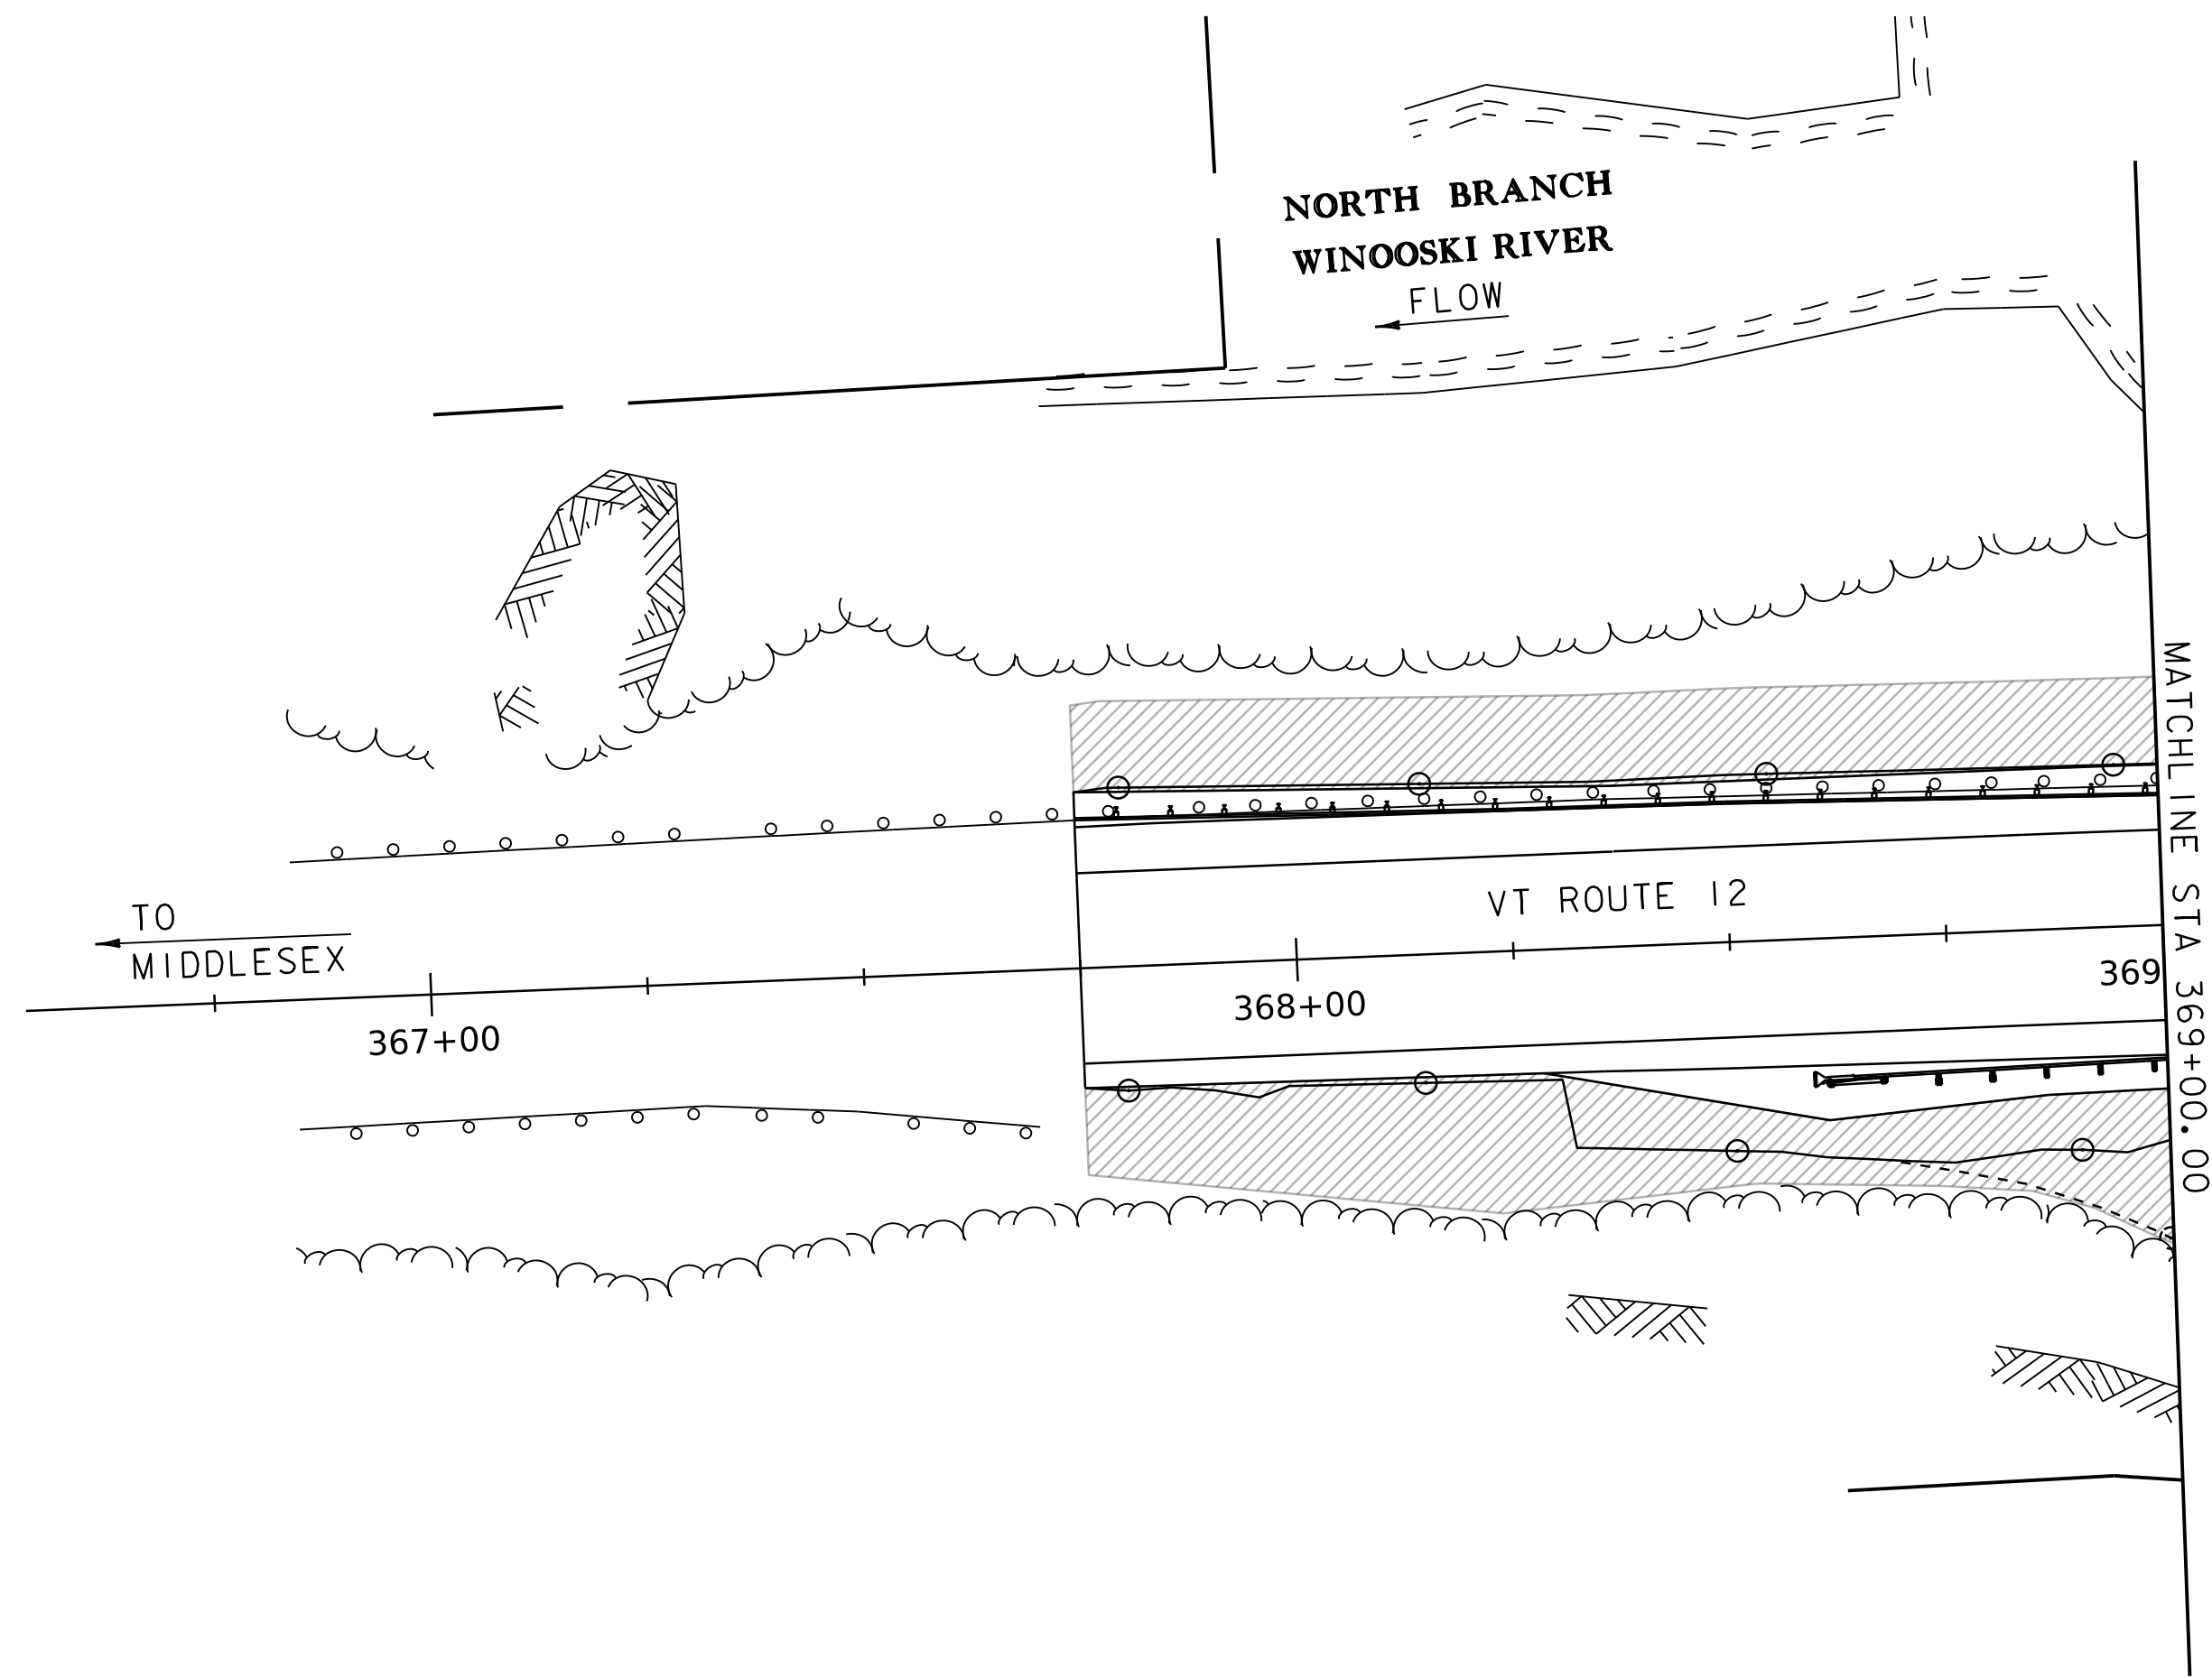 NORTH BRANCH
WINOOSKI RIVER
FLOW
VT ROUTE 12
TO
MIDDLESEX
367+00
368+00
369
MATCHLINE STA 369+00.00